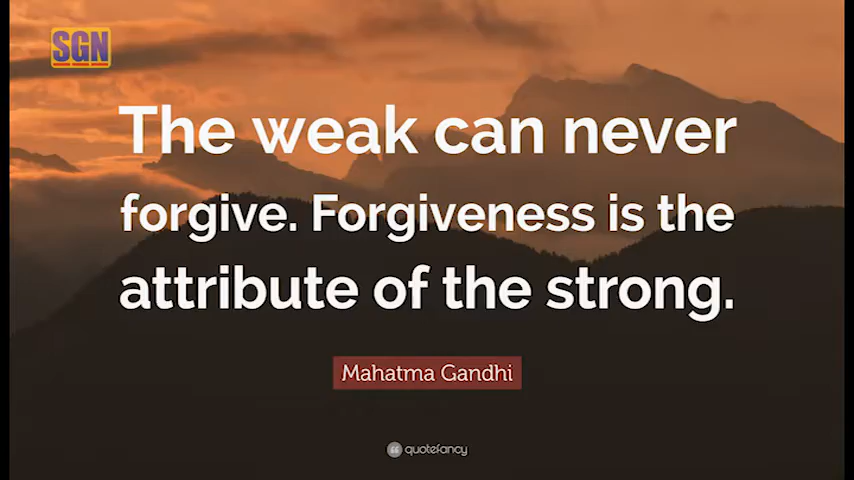 SGN
The weak can never
forgive. Forgiveness is the
attribute of the strong.
Mahatma Gandhi
quotefancy